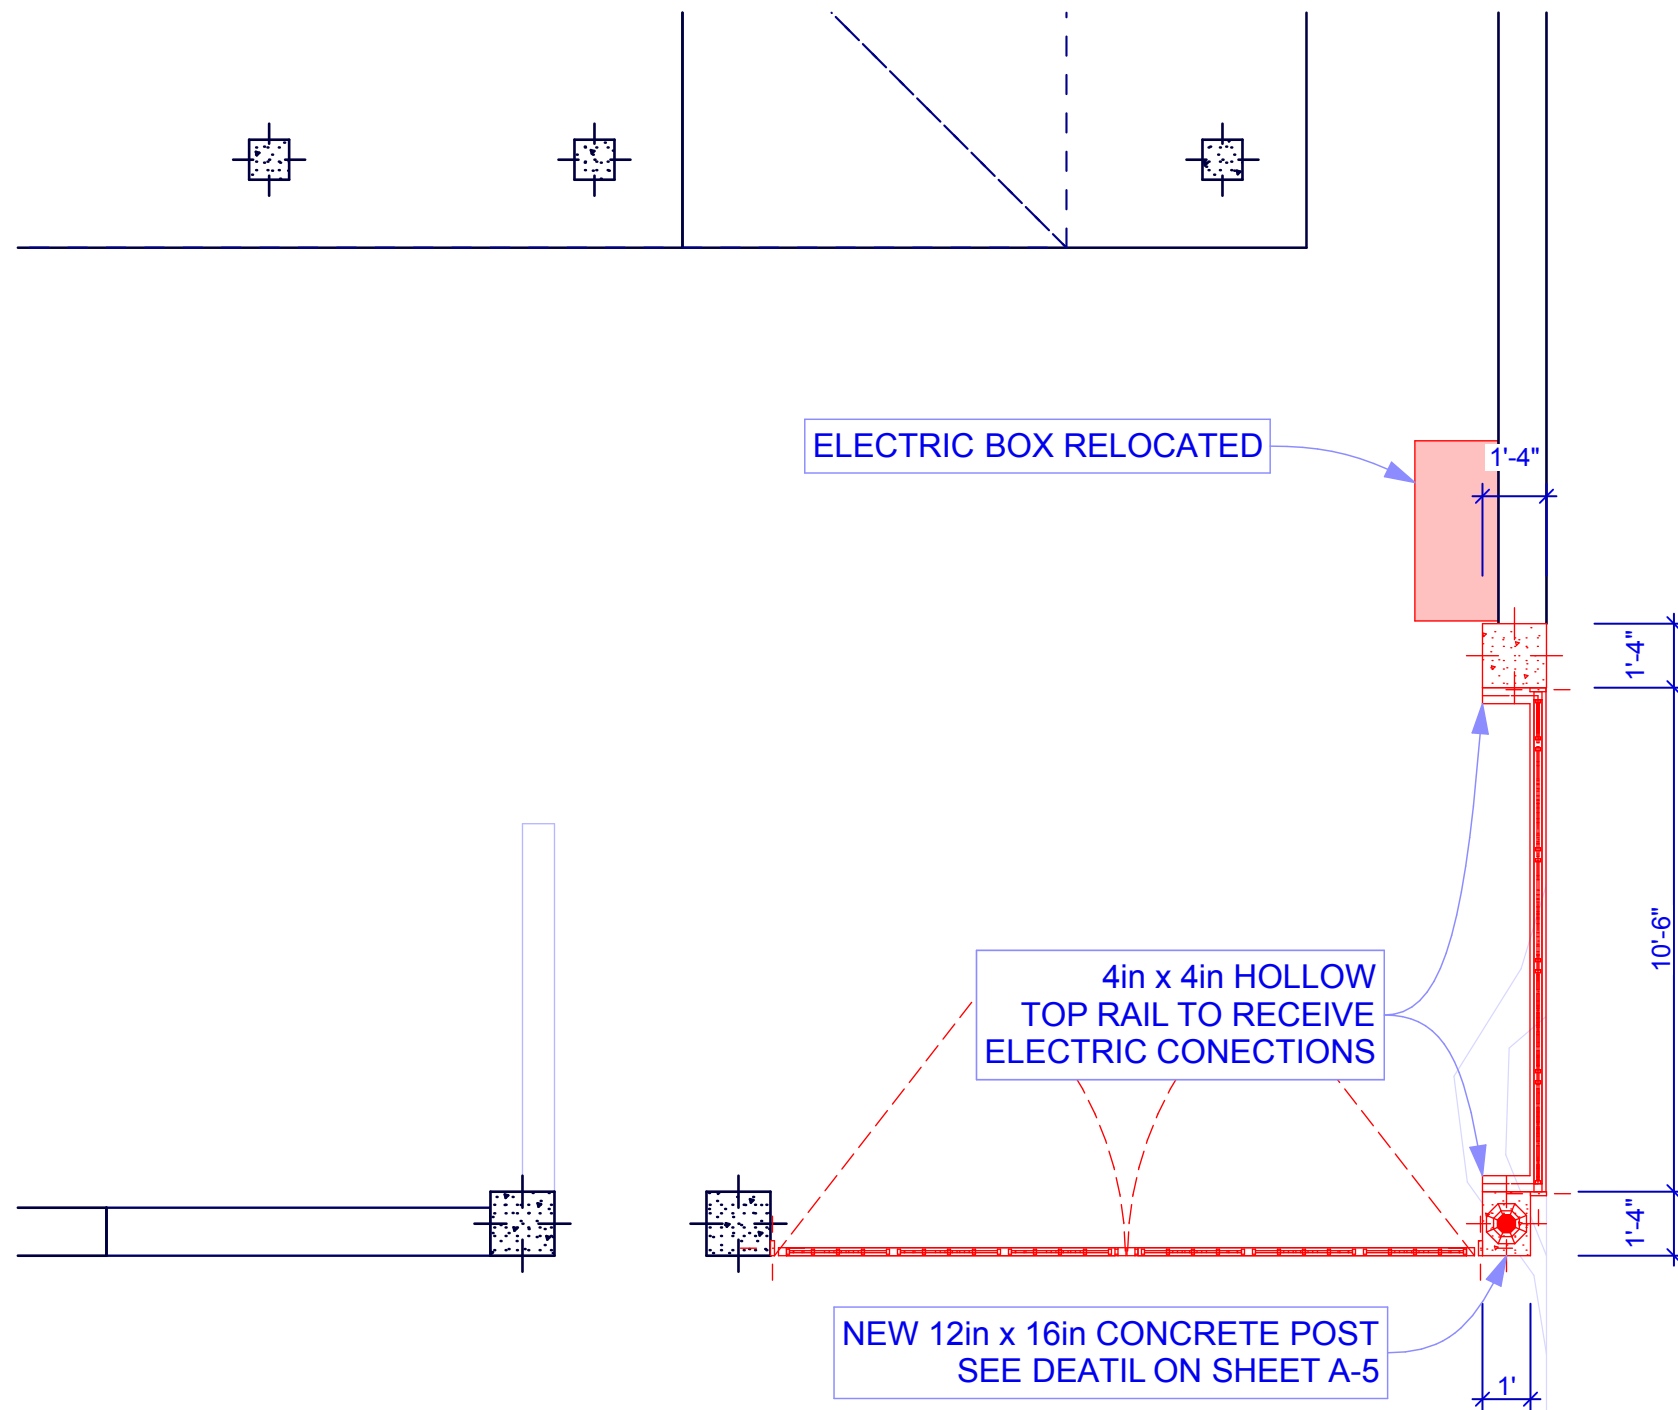 ELECTRIC BOX RELOCATED
1'-4"
1'-4"
10'-6"
4in x 4in HOLLOW
TOP RAIL TO RECEIVE
ELECTRIC CONECTIONS
1'-4"
NEW 12in x 16in CONCRETE POST
SEE DEATIL ON SHEET A-5
1'